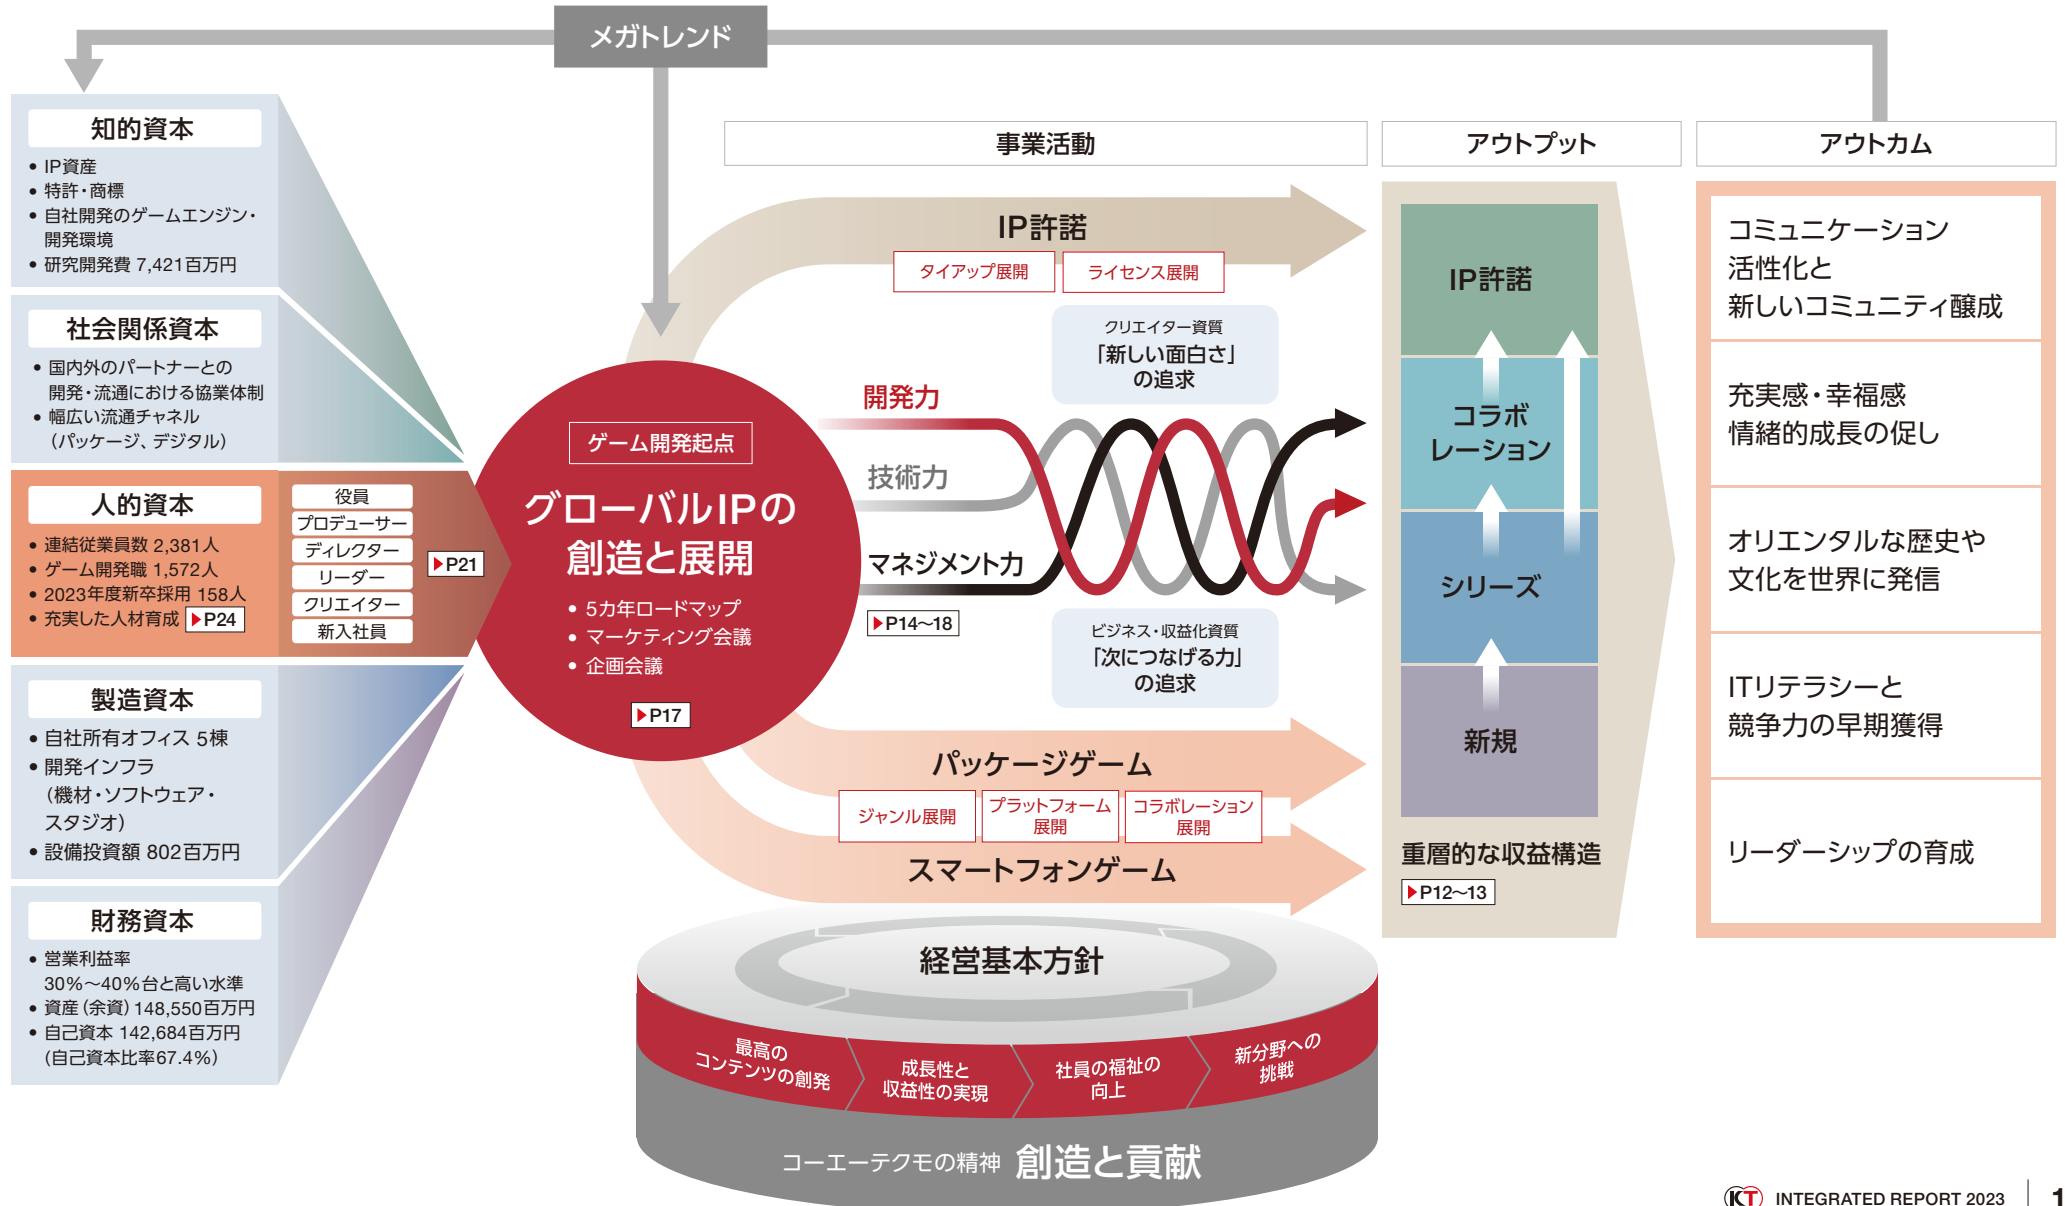 メガトレンド
知的資本
• IP資産
• 特許・商標
• 自社開発のゲームエンジン・
開発環境
• 研究開発費 7,421百万円
社会関係資本
• 国内外のパートナーとの
開発・流通における協業体制
• 幅広い流通チャネル
（パッケージ、デジタル）
人的資本
• 連結従業員数 2,381人
• ゲーム開発職 1,572人
• 2023年度新卒採用 158人
• 充実した人材育成 ▶P24
役員
プロデューサー
ディレクター
リーダー
クリエイター
新入社員
▶P21
製造資本
• 自社所有オフィス 5棟
• 開発インフラ
（機材・ソフトウェア・
スタジオ）
• 設備投資額 802百万円
財務資本
• 営業利益率
30%～40%台と高い水準
• 資産（余資）148,550百万円
• 自己資本 142,684百万円
(自己資本比率67.4%）
ゲーム開発起点
グローバルIPの
創造と展開
• 5カ年ロードマップ
• マーケティング会議
• 企画会議
▶P17
事業活動
IP許諾
タイアップ展開
ライセンス展開
クリエイター資質
「新しい面白さ」
の追求
開発力
技術力
マネジメント力
▶P14～18
ビジネス・収益化資質
「次につなげる力」
の追求
パッケージゲーム
ジャンル展開
プラットフォーム
展開
コラボレーション
展開
スマートフォンゲーム
経営基本方針
最高の
コンテンツの創発
成長性と
収益性の実現
社員の福祉の
向上
新分野への
挑戦
コーエーテクモの精神 創造と貢献
アウトプット
IP許諾
コラボ
レーション
シリーズ
新規
重層的な収益構造
▶P12～13
アウトカム
コミュニケーション
活性化と
新しいコミュニティ醸成
充実感・幸福感
情緒的成長の促し
オリエンタルな歴史や
文化を世界に発信
ITリテラシーと
競争力の早期獲得
リーダーシップの育成
KT INTEGRATED REPORT 2023 1